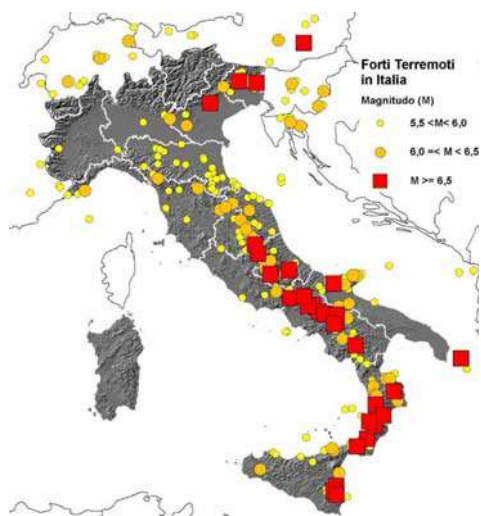 Forti Terremoti
in Italia
Magnitudo (M)
5,5 <M< 6,0
6,0 =< M < 6,5
M >= 6,5